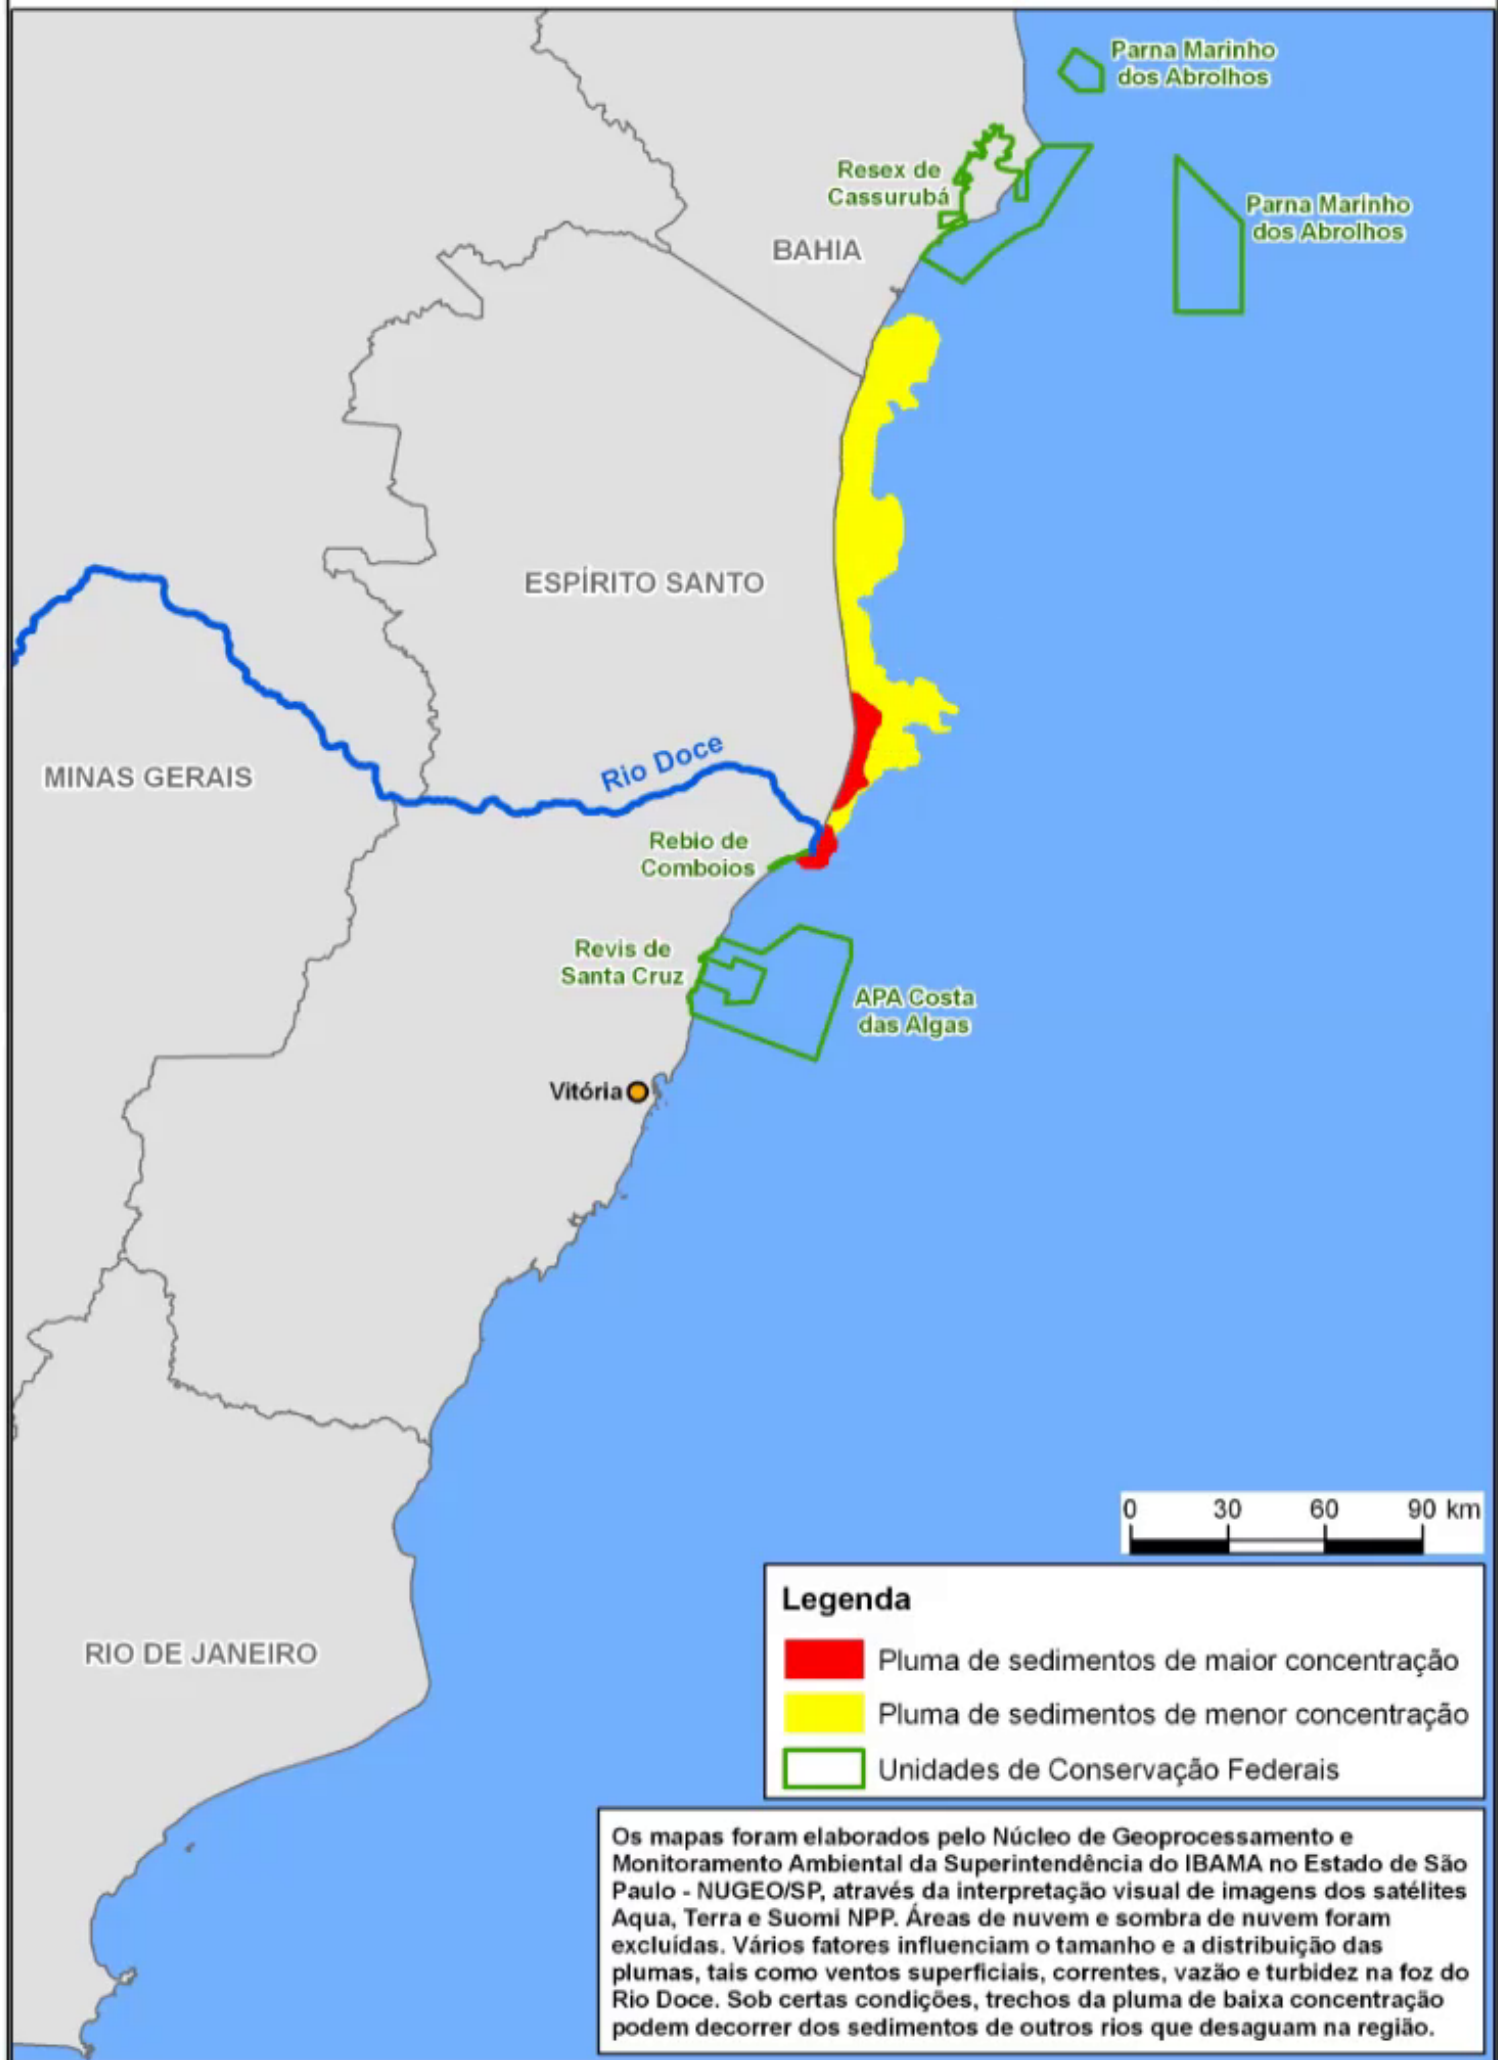 Parna Marinho
dos Abrolhos
Resex de
Cassurubá
Parna Marinho
dos Abrolhos
BAHIA
ESPÍRITO SANTO
Rio Doce
MINAS GERAIS
Rebio de
Comboios
Revis de
Santa Cruz
APA Costa
das Algas
Vitória
0 30 60 90 km
Legenda
Pluma de sedimentos de maior concentração
Pluma de sedimentos de menor concentração
Unidades de Conservação Federais
RIO DE JANEIRO
Os mapas foram elaborados pelo Núcleo de Geoprocessamento e
Monitoramento Ambiental da Superintendência do IBAMA no Estado de São
Paulo - NUGEO/SP, através da interpretação visual de imagens dos satélites
Aqua, Terra e Suomi NPP. Áreas de nuvem e sombra de nuvem foram
excluídas. Vários fatores influenciam o tamanho e a distribuição das
plumas, tais como ventos superficiais, correntes, vazão e turbidez na foz do
Rio Doce. Sob certas condições, trechos da pluma de baixa concentração
podem decorrer dos sedimentos de outros rios que desaguam na região.